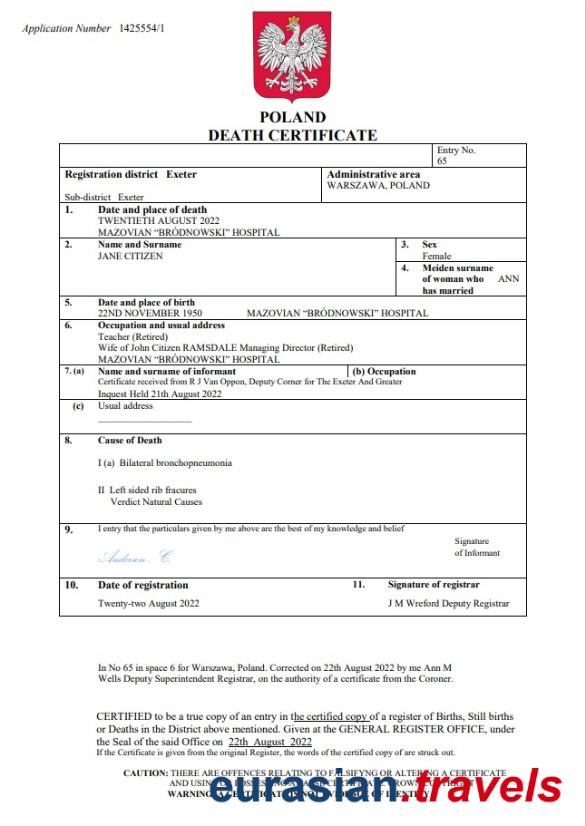 Application Number 1425554/1
POLAND
DEATH CERTIFICATE
Entry No.
65
Registration district Exeter
Sub-district Exeter
Administrative area
WARSZAWA, POLAND
1. Date and place of death
TWENTIETH AUGUST 2022
MAZOVIAN “BRÓDNOWSKI” HOSPITAL
2. Name and Surname
JANE CITIZEN
3. Sex
Female
4. Meiden surname
of woman who ANN
has married
5. Date and place of birth
22ND NOVEMBER 1950 MAZOVIAN “BRÓDNOWSKI” HOSPITAL
6. Occupation and usual address
Teacher (Retired)
Wife of John Citizen RAMSDALE Managing Director (Retired)
MAZOVIAN “BRÓDNOWSKI” HOSPITAL
7. (a) Name and surname of informant (b) Occupation
Certificate received from R J Van Oppon, Deputy Corner for The Exeter And Greater
Inquest Held 21th August 2022
(c) Usual address
8. Cause of Death
I (a) Bilateral bronchopneumonia
II Left sided rib fracures
Verdict Natural Causes
9. I entry that the particulars given by me above are the best of my knowledge and belief
Anderson. C.
Signature
of Informant
10. Date of registration 11. Signature of registrar
Twenty-two August 2022 J M Wreford Deputy Registrar
In No 65 in space 6 for Warszawa, Poland. Corrected on 22th August 2022 by me Ann M
Wells Deputy Superintendent Registrar, on the authority of a certificate from the Coroner.
CERTIFIED to be a true copy of an entry in the certified copy of a register of Births, Still births
or Deaths in the District above mentioned. Given at the GENERAL REGISTER OFFICE, under
the Seal of the said Office on 22th August 2022
If the Certificate is given from the original Register, the words of the certified copy of are struck out.
CAUTION: THERE ARE OFFENCES RELATING TO FALSIFYNG OR ALTERING A CERTIFICATE
AND USING
WARNING: A CERTIFICATE IS NOT EVIDENCE OF IDENTITY
eurasian.travels